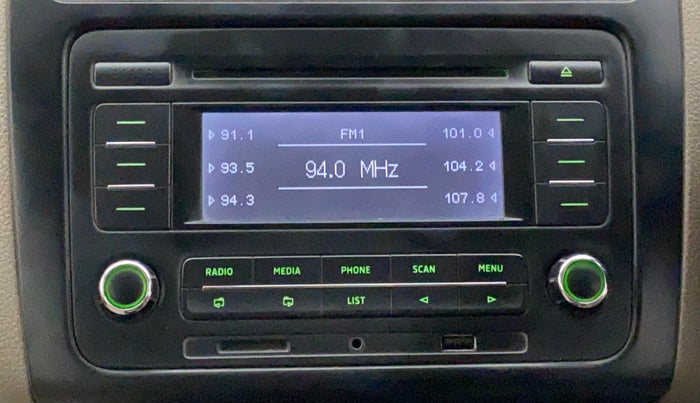 91.1 FM1 101.0
93.5 94.0 MHz 104.2
94.3 107.8
RADIO MEDIA PHONE SCAN MENU
LIST